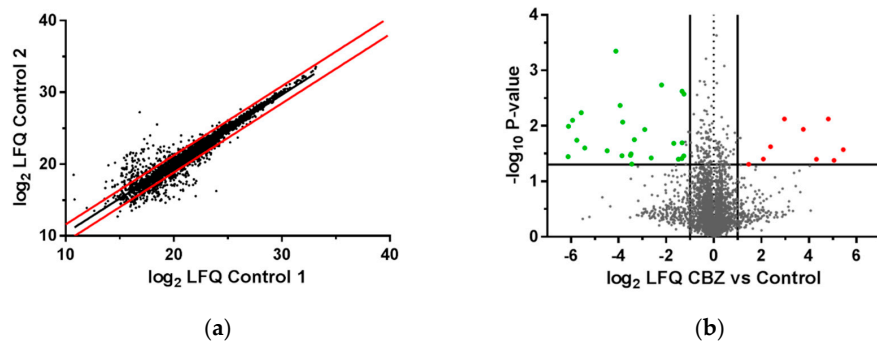 40
30
20
10
log2 LFQ Control 2
10 20 30 40
log2 LFQ Control 1
(a)
4
3
2
1
0
-log10 P-value
-6 -4 -2 0 2 4 6
log2 LFQ CBZ vs Control
(b)